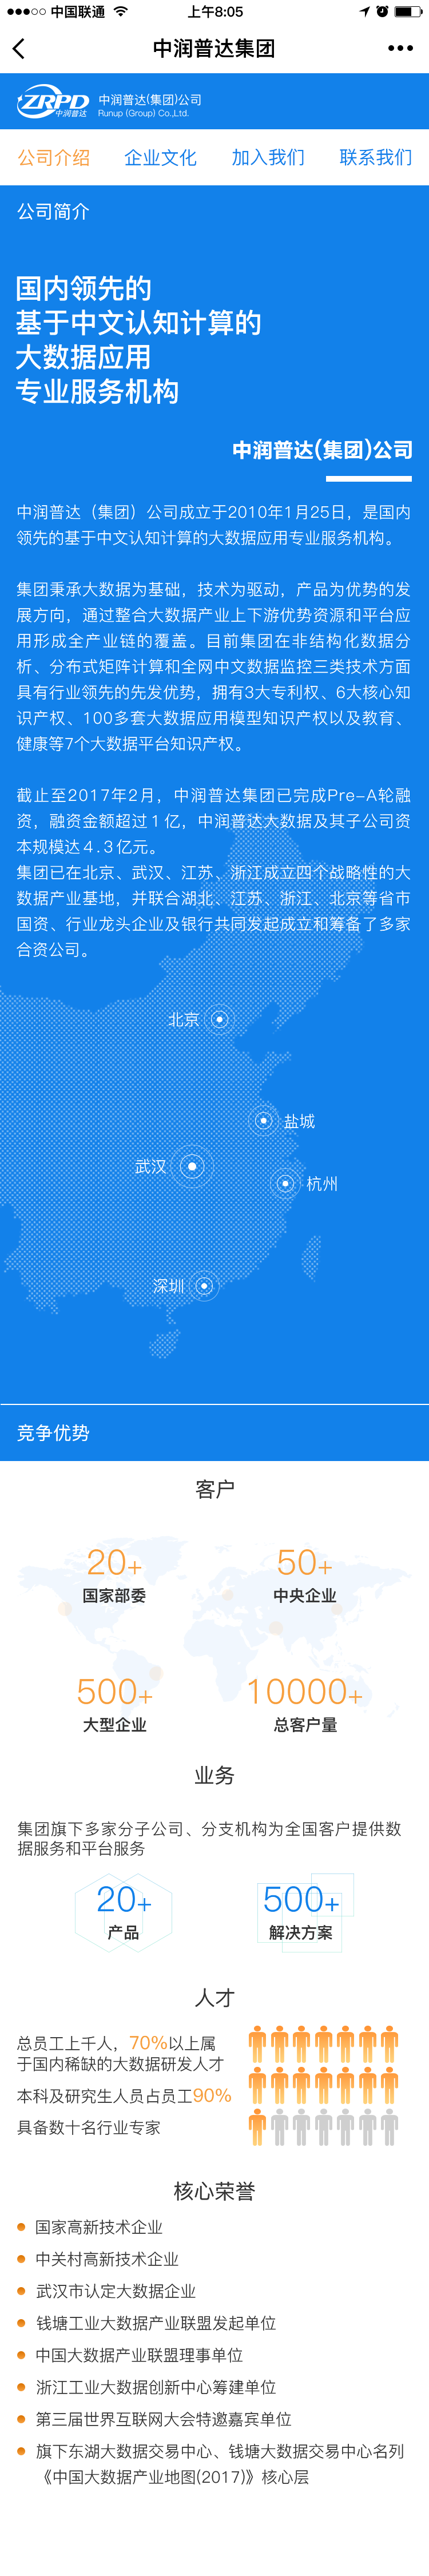 中国联通
上午8:05
中润普达集团
ZRPD
中润普达
中润普达(集团)公司
Runup (Group) Co.,Ltd.
公司介绍 企业文化 加入我们 联系我们
公司简介
国内领先的
基于中文认知计算的
大数据应用
专业服务机构
中润普达(集团)公司
中润普达（集团）公司成立于2010年1月25日，是国内
领先的基于中文认知计算的大数据应用专业服务机构。
集团秉承大数据为基础，技术为驱动，产品为优势的发
展方向，通过整合大数据产业上下游优势资源和平台应
用形成全产业链的覆盖。目前集团在非结构化数据分
析、分布式矩阵计算和全网中文数据监控三类技术方面
具有行业领先的先发优势，拥有3大专利权、6大核心知
识产权、100多套大数据应用模型知识产权以及教育、
健康等7个大数据平台知识产权。
截止至2017年2月，中润普达集团已完成Pre-A轮融
资，融资金额超过１亿，中润普达大数据及其子公司资
本规模达４.３亿元。
集团已在北京、武汉、江苏、浙江成立四个战略性的大
数据产业基地，并联合湖北、江苏、浙江、北京等省市
国资、行业龙头企业及银行共同发起成立和筹备了多家
合资公司。
北京
盐城
武汉
杭州
深圳
竞争优势
客户
20+ 50+
国家部委 中央企业
500+ 10000+
大型企业 总客户量
业务
集团旗下多家分子公司、分支机构为全国客户提供数
据服务和平台服务
20+ 500+
产品 解决方案
人才
总员工上千人，70%以上属
于国内稀缺的大数据研发人才
本科及研究生人员占员工90%
具备数十名行业专家
核心荣誉
国家高新技术企业
中关村高新技术企业
武汉市认定大数据企业
钱塘工业大数据产业联盟发起单位
中国大数据产业联盟理事单位
浙江工业大数据创新中心筹建单位
第三届世界互联网大会特邀嘉宾单位
旗下东湖大数据交易中心、钱塘大数据交易中心名列
《中国大数据产业地图(2017)》核心层